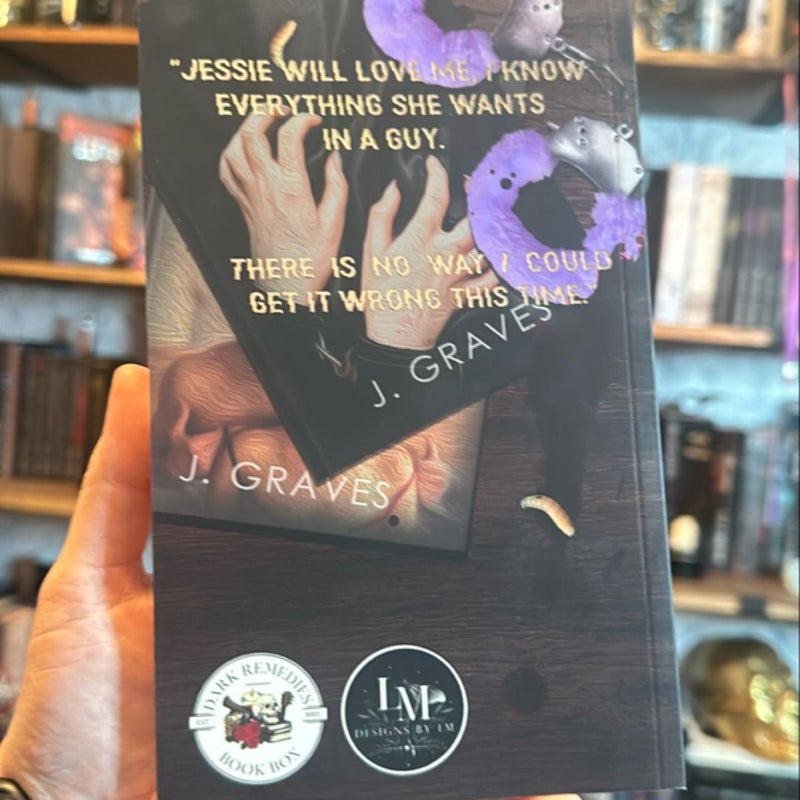 "JESSIE WILL LOVE ME, I KNOW
EVERYTHING SHE WANTS
IN A GUY.
THERE IS NO WAY I COULD
GET IT WRONG THIS TIME."
J. GRAVES
J. GRAVES
DARK REMEDIES
EST
BOOK BOX
LM
DESIGNS BY LM